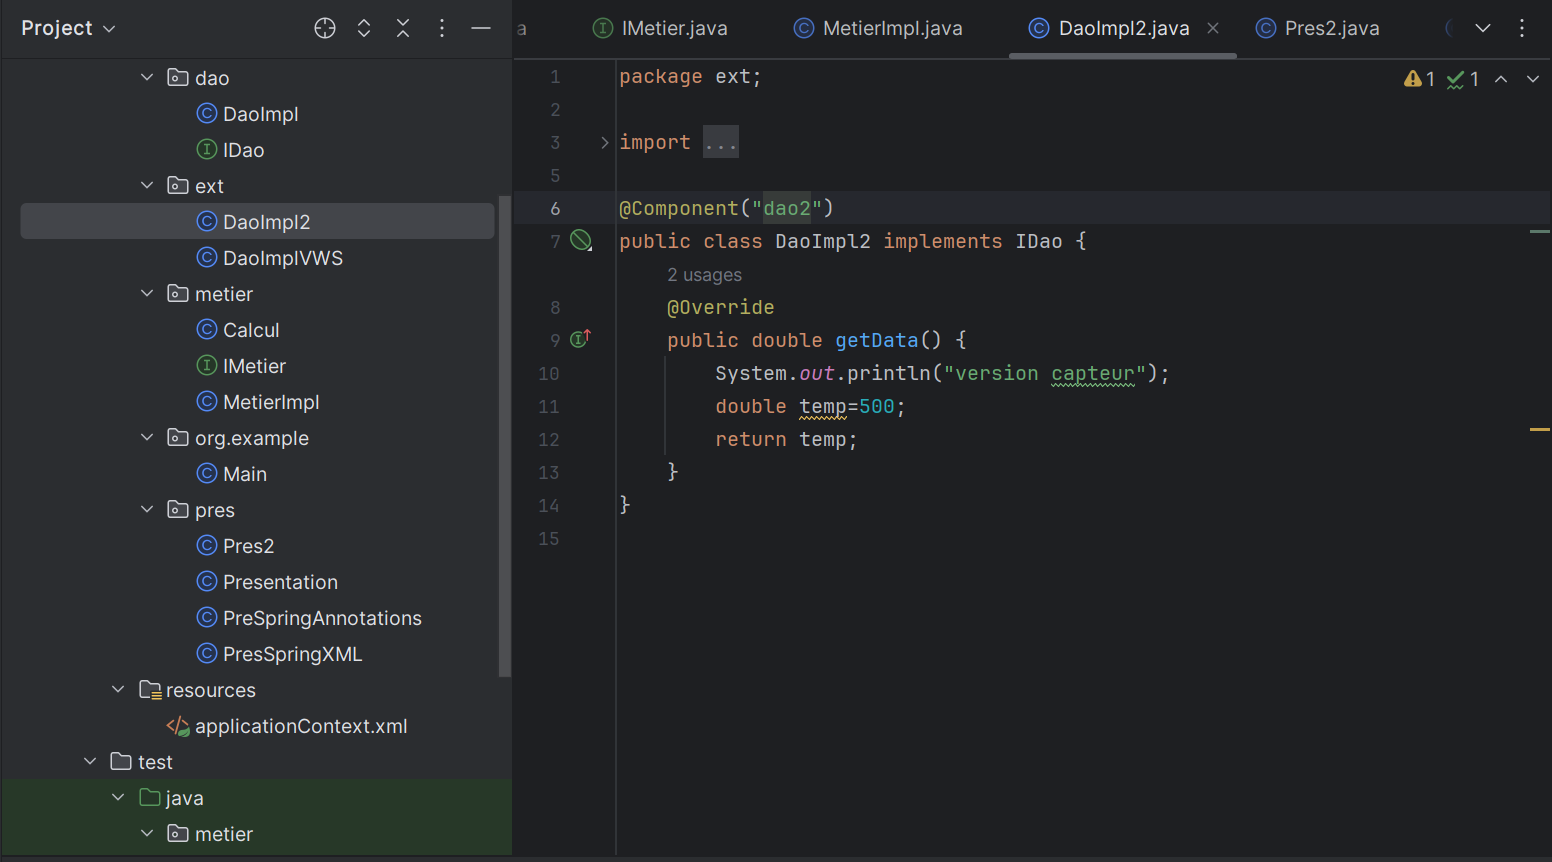 Project
dao
DaoImpl
IDao
ext
DaoImpl2
DaoImplVWS
metier
Calcul
IMetier
MetierImpl
org.example
Main
pres
Pres2
Presentation
PreSpringAnnotations
PresSpringXML
resources
applicationContext.xml
test
java
metier
a IMetier.java MetierImpl.java DaoImpl2.java Pres2.java
1 package ext; 1 1
2
3 import ...
5
6 @Component("dao2")
7 public class DaoImpl2 implements IDao {
2 usages
8 @Override
9 public double getData() {
10 System.out.println("version capteur");
11 double temp=500;
12 return temp;
13 }
14 }
15